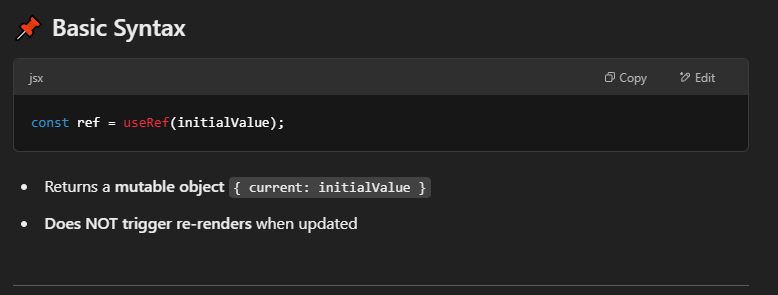 📌 Basic Syntax
jsx Copy Edit
const ref = useRef(initialValue);
• Returns a mutable object { current: initialValue }
• Does NOT trigger re-renders when updated